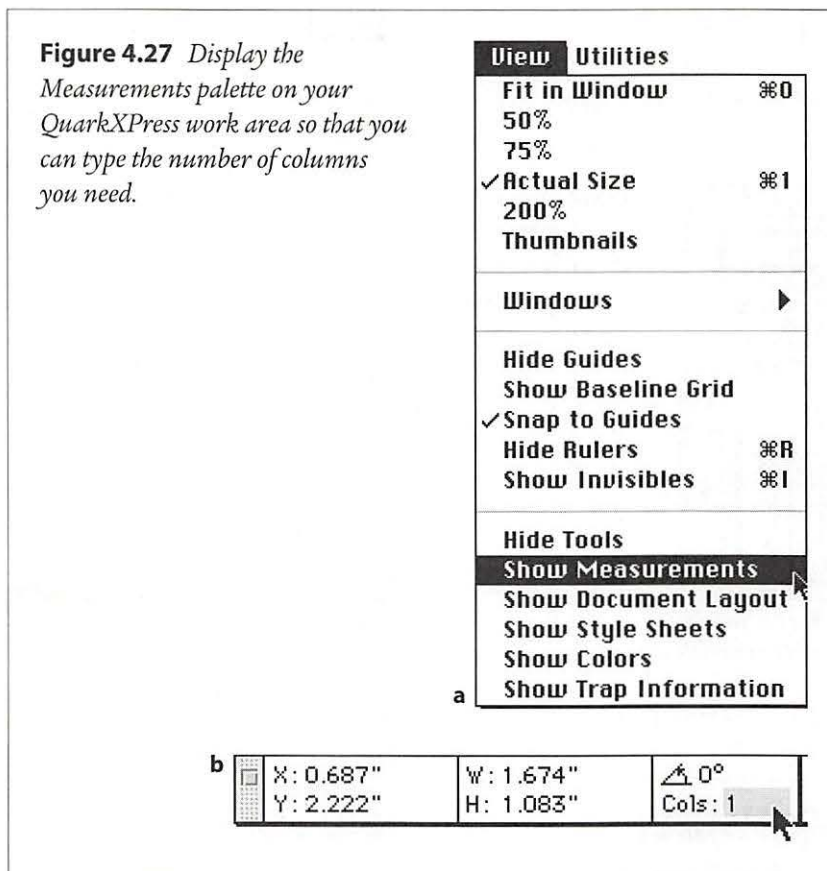 Figure 4.27 Display the
Measurements palette on your
QuarkXPress work area so that you
can type the number of columns
you need.
View Utilities
Fit in Window ⌘0
50%
75%
✓Actual Size ⌘1
200%
Thumbnails
Windows ▶
Hide Guides
Show Baseline Grid
✓Snap to Guides
Hide Rulers ⌘R
Show Invisibles ⌘I
Hide Tools
Show Measurements
Show Document Layout
Show Style Sheets
Show Colors
Show Trap Information
a
b
X: 0.687" W: 1.674" 0°
Y: 2.222" H: 1.083" Cols: 1